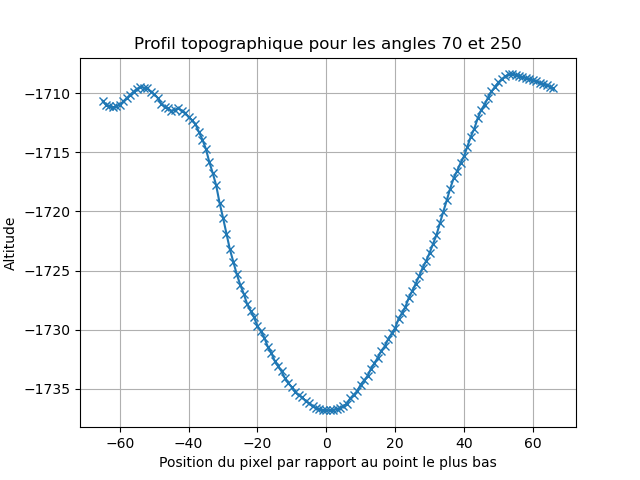 Profil topographique pour les angles 70 et 250
−1710
−1715
−1720
−1725
−1730
−1735
Altitude
−60 −40 −20 0 20 40 60
Position du pixel par rapport au point le plus bas